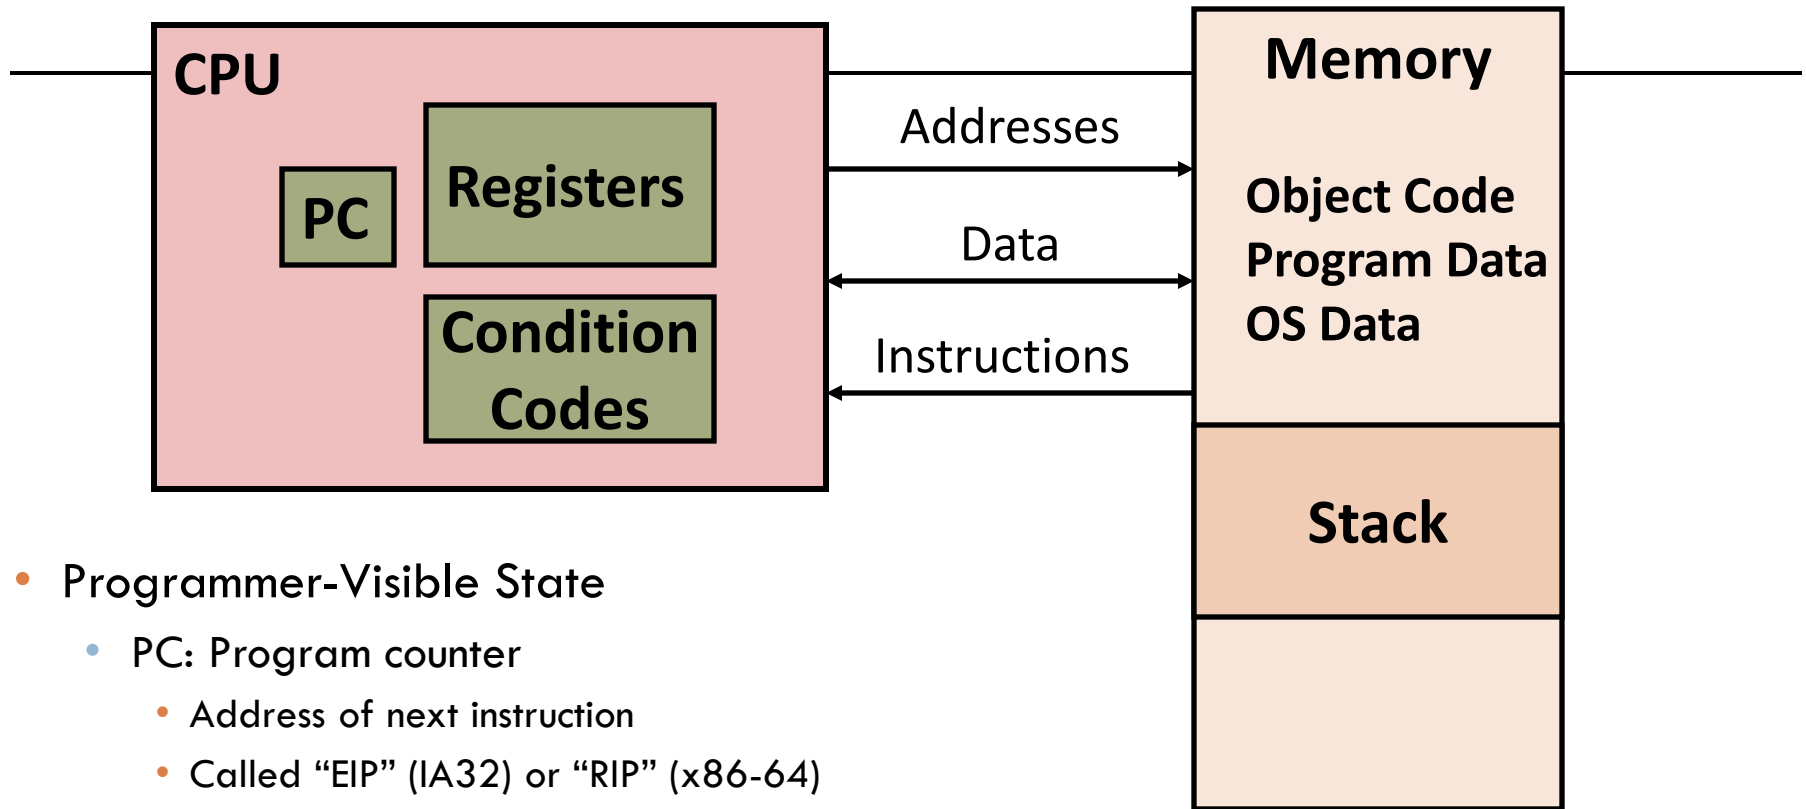 CPU
PC
Registers
Condition
Codes
Addresses
Data
Instructions
Memory
Object Code
Program Data
OS Data
Stack
• Programmer-Visible State
• PC: Program counter
• Address of next instruction
• Called “EIP” (IA32) or “RIP” (x86-64)